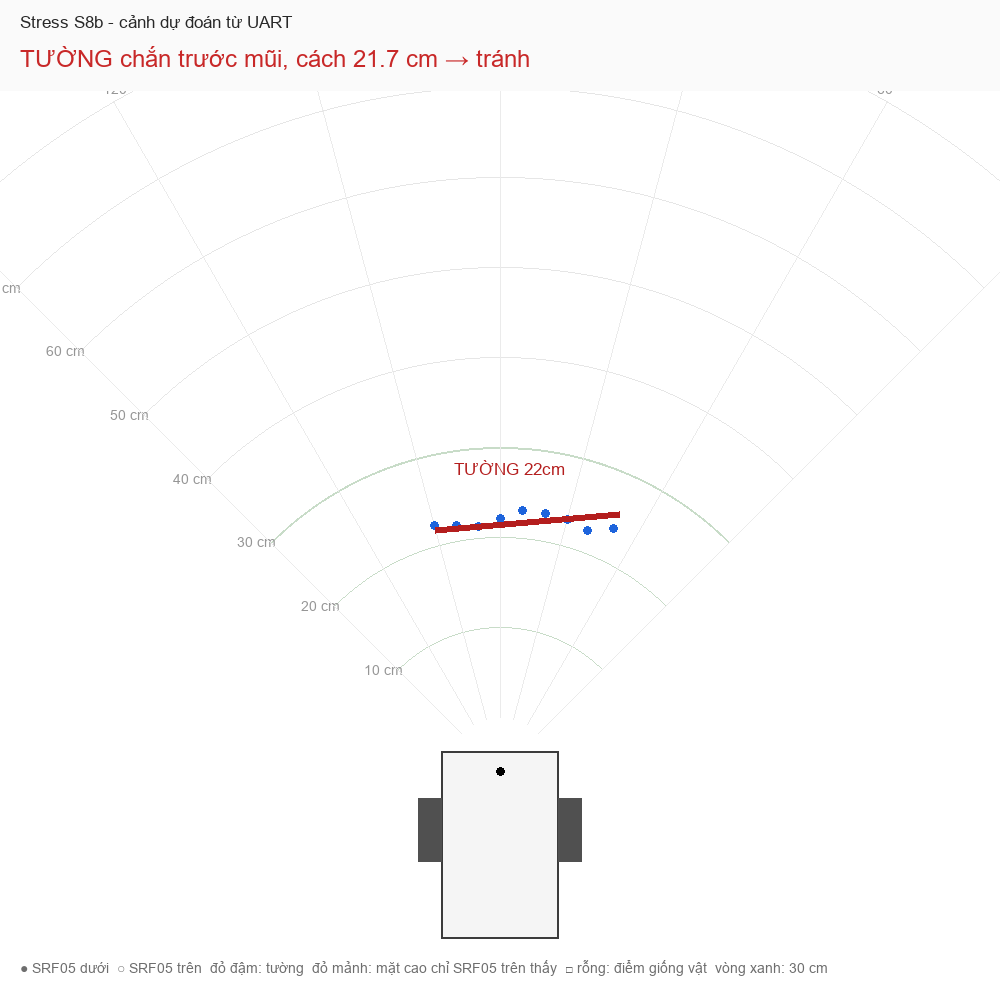 Stress S8b - cảnh dự đoán từ UART
TƯỜNG chắn trước mũi, cách 21.7 cm → tránh
cm
60 cm
50 cm
40 cm
TƯỜNG 22cm
30 cm
20 cm
10 cm
● SRF05 dưới ○ SRF05 trên đỏ đậm: tường đỏ mảnh: mặt cao chỉ SRF05 trên thấy □ rỗng: điểm giống vật vòng xanh: 30 cm